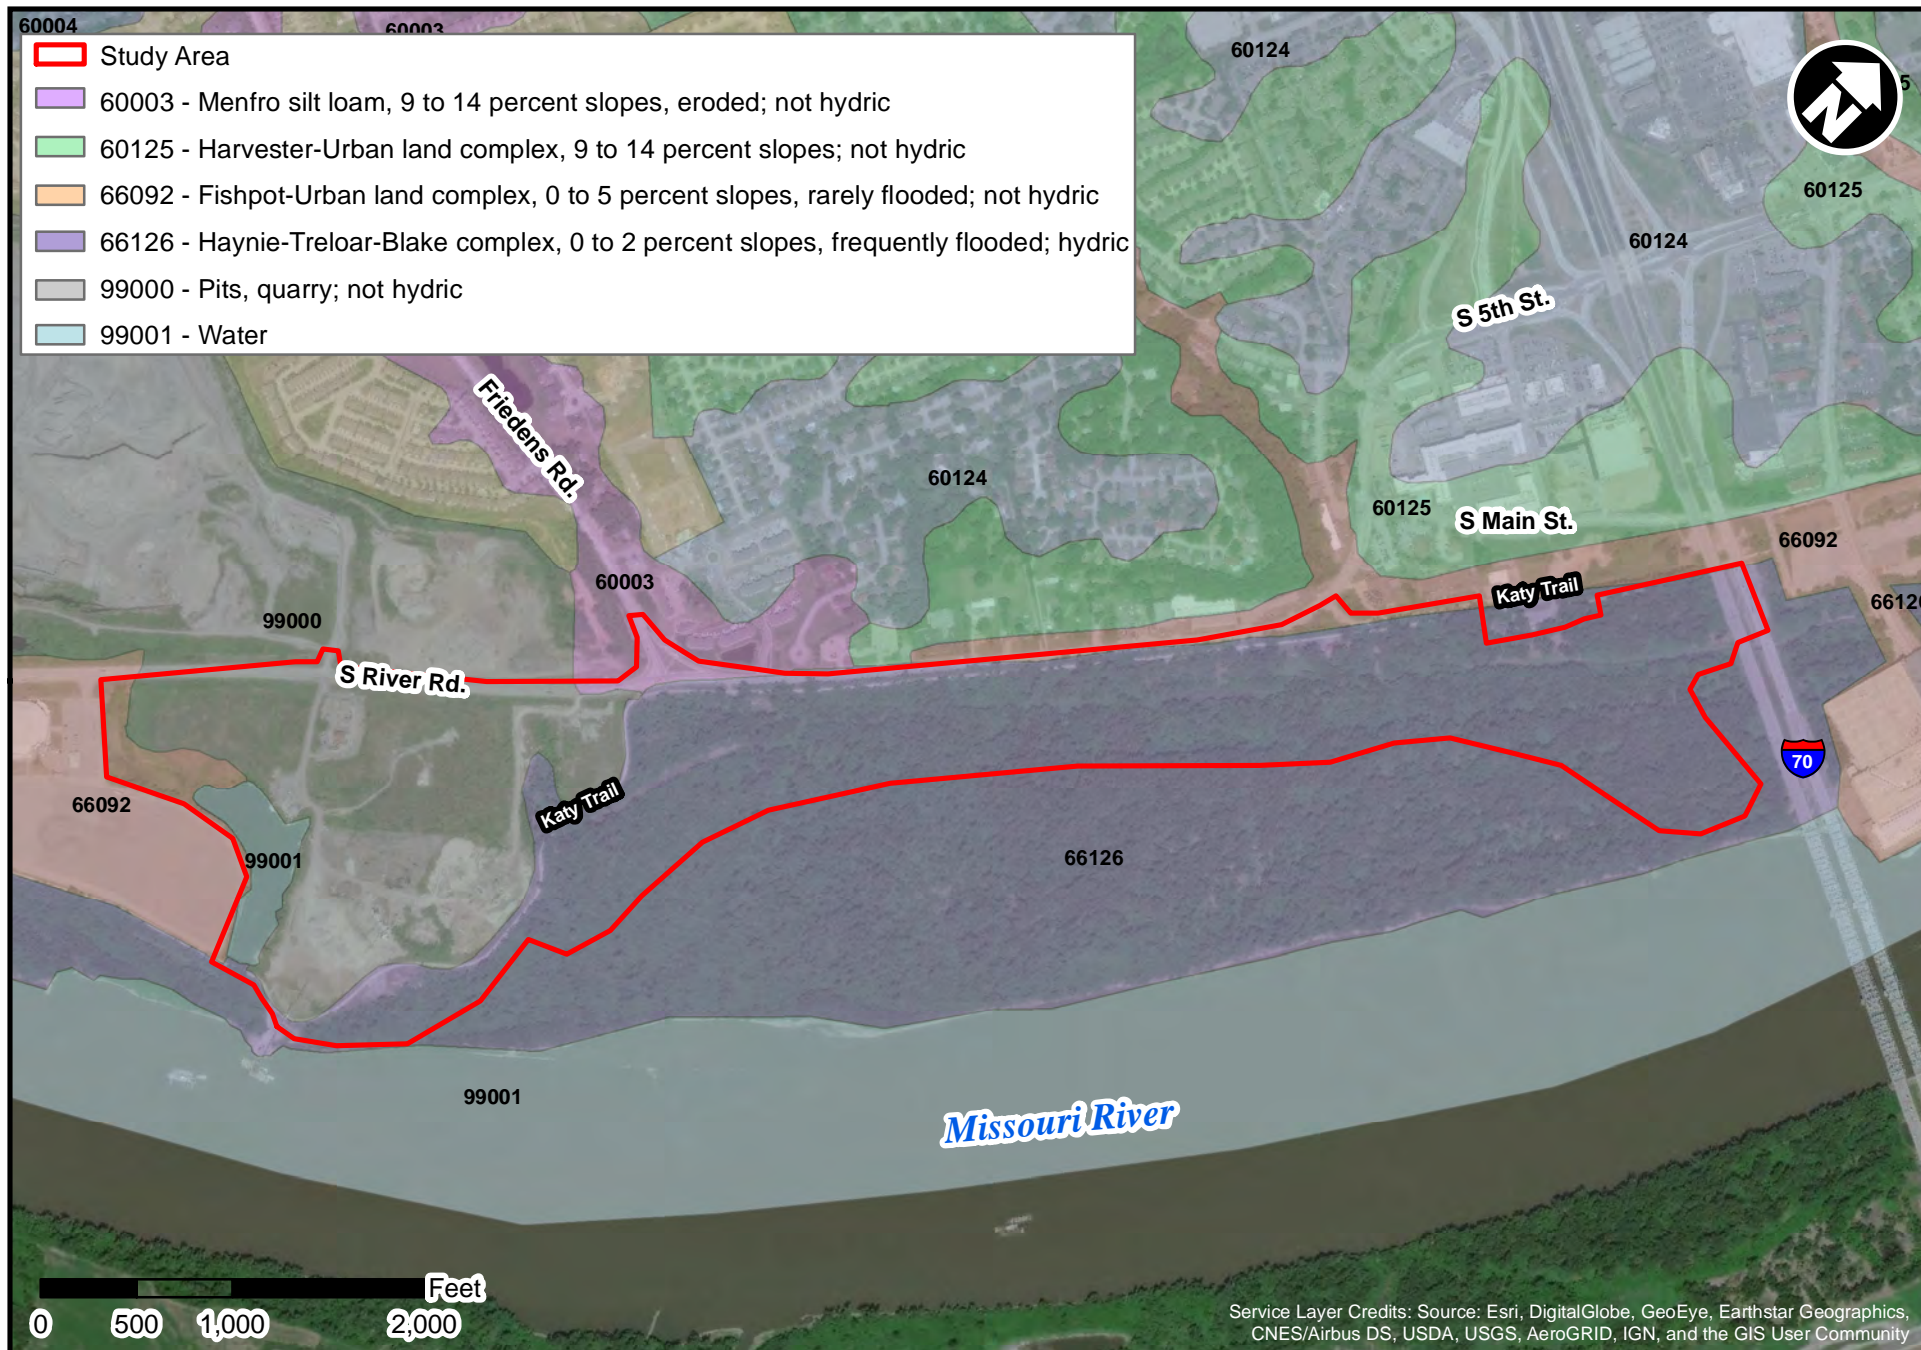 60004
60003
Study Area
60003 - Menfro silt loam, 9 to 14 percent slopes, eroded; not hydric
60125 - Harvester-Urban land complex, 9 to 14 percent slopes; not hydric
66092 - Fishpot-Urban land complex, 0 to 5 percent slopes, rarely flooded; not hydric
66126 - Haynie-Treloar-Blake complex, 0 to 2 percent slopes, frequently flooded; hydric
99000 - Pits, quarry; not hydric
99001 - Water
60124
5
N
60125
60124
S 5th St.
Friedens Rd.
60124
60125
S Main St.
66092
60003
Katy Trail
66126
99000
S River Rd.
70
66092
Katy Trail
99001
66126
99001
Missouri River
Feet
0 500 1,000 2,000
Service Layer Credits: Source: Esri, DigitalGlobe, GeoEye, Earthstar Geographics,
CNES/Airbus DS, USDA, USGS, AeroGRID, IGN, and the GIS User Community